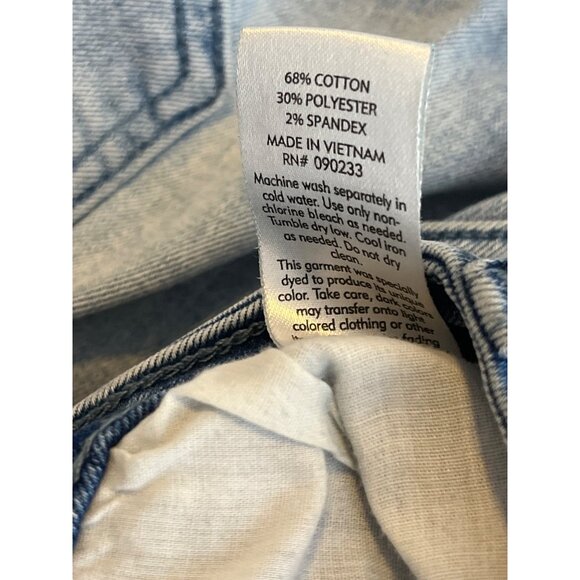 68% COTTON
30% POLYESTER
2% SPANDEX
MADE IN VIETNAM
RN# 090233
Machine wash separately in
cold water. Use only non-
chlorine bleach as needed.
Tumble dry low. Cool iron
as needed. Do not dry
clean.
This garment was specially
dyed to produce its unique
color. Take care, dark colors
may transfer onto light
colored clothing or other
fading